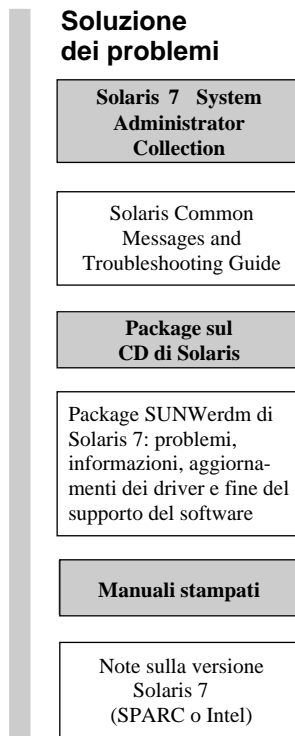 Soluzione
dei problemi
Solaris 7 System
Administrator
Collection
Solaris Common
Messages and
Troubleshooting Guide
Package sul
CD di Solaris
Package SUNWerdm di
Solaris 7: problemi,
informazioni, aggiorna-
menti dei driver e fine del
supporto del software
Manuali stampati
Note sulla versione
Solaris 7
(SPARC o Intel)